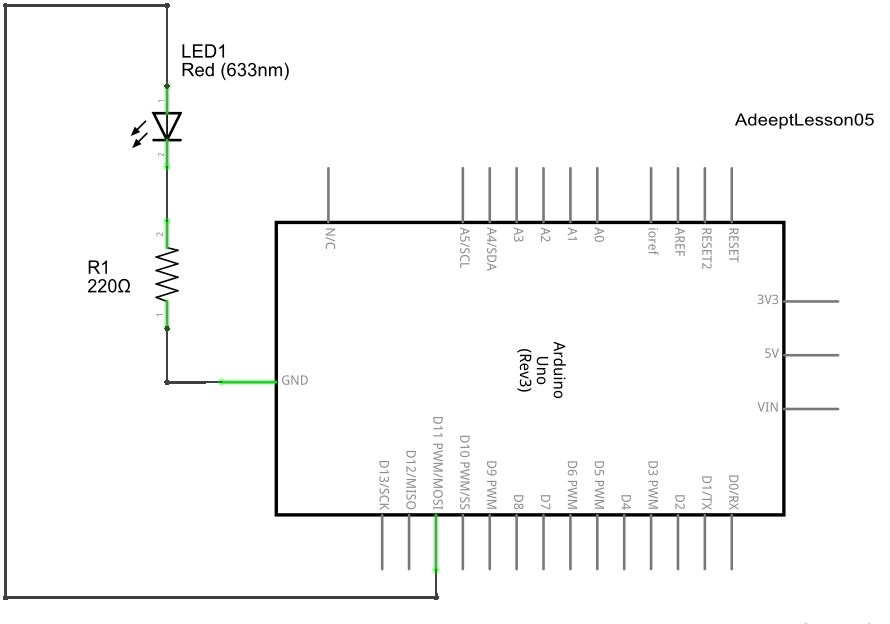 LED1
Red (633nm)
1
2
AdeeptLesson05
2
R1
220Ω
1
N/C
A5/SCL
A4/SDA
A3
A2
A1
A0
ioref
AREF
RESET2
RESET
3V3
5V
VIN
GND
Arduino
Uno
(Rev3)
D13/SCK
D12/MISO
D11 PWM/MOSI
D10 PWM/SS
D9 PWM
D8
D7
D6 PWM
D5 PWM
D4
D3 PWM
D2
D1/TX
D0/RX